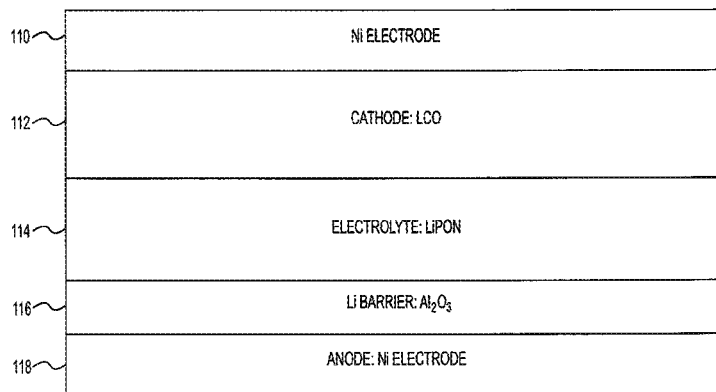 110
Ni ELECTRODE
112
CATHODE: LCO
114
ELECTROLYTE: LiPON
116
Li BARRIER: Al₂O₃
118
ANODE: Ni ELECTRODE